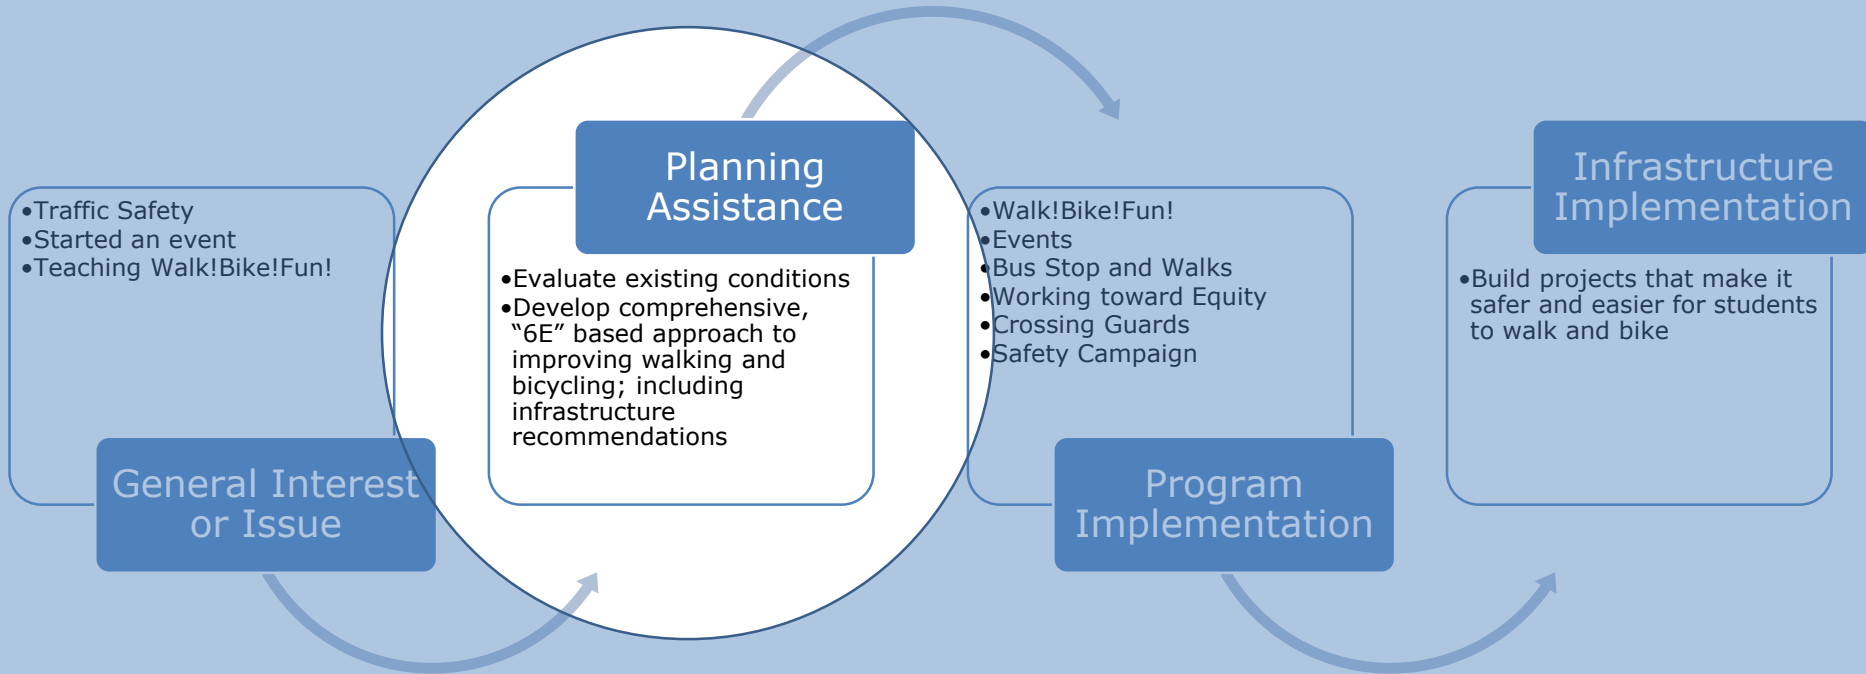 •Traffic Safety
•Started an event
•Teaching Walk!Bike!Fun!
General Interest
or Issue
Planning
Assistance
•Evaluate existing conditions
•Develop comprehensive,
“6E” based approach to
improving walking and
bicycling; including
infrastructure
recommendations
•Walk!Bike!Fun!
•Events
•Bus Stop and Walks
•Working toward Equity
•Crossing Guards
•Safety Campaign
Program
Implementation
Infrastructure
Implementation
•Build projects that make it
safer and easier for students
to walk and bike